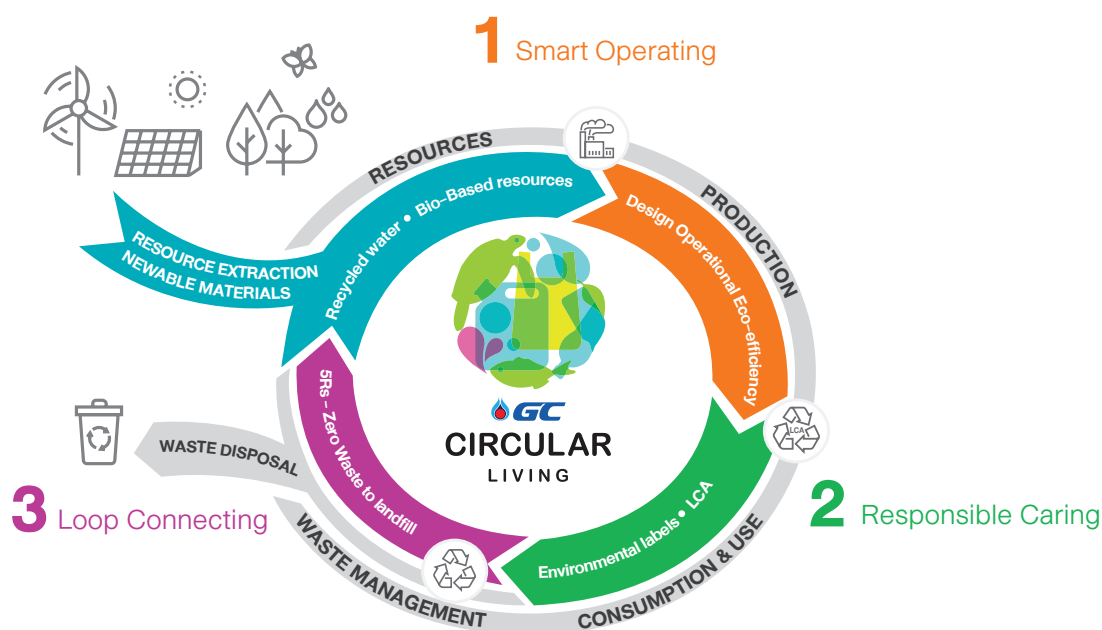 1 Smart Operating
RESOURCES
PRODUCTION
Recycled water • Bio-Based resources
Design Operational Eco-efficiency
RESOURCE EXTRACTION
NEWABLE MATERIALS
GC
CIRCULAR
LIVING
LCA
5Rs – Zero Waste to landfill
WASTE DISPOSAL
Environmental labels • LCA
3 Loop Connecting
2 Responsible Caring
WASTE MANAGEMENT
CONSUMPTION & USE